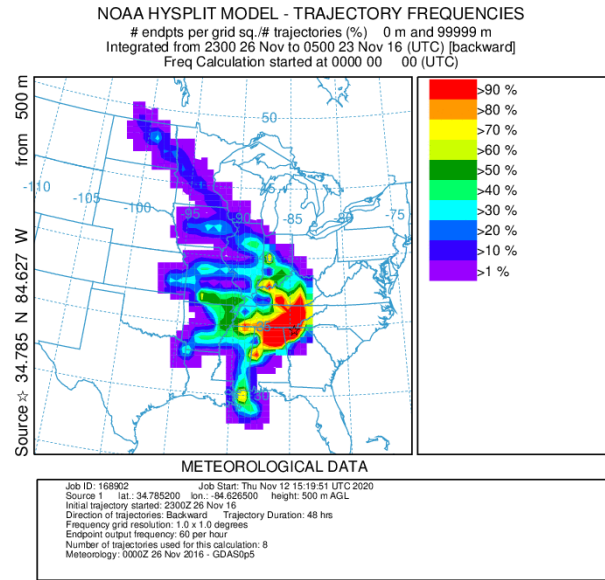 NOAA HYSPLIT MODEL - TRAJECTORY FREQUENCIES
# endpts per grid sq./# trajectories (%) 0 m and 99999 m
Integrated from 2300 26 Nov to 0500 23 Nov 16 (UTC) [backward]
Freq Calculation started at 0000 00 00 (UTC)
Source☆ 34.785 N 84.627 W from 500 m
50
-110
-105
-100
-95
-90
-85
-80
-75
>90 %
>80 %
>70 %
>60 %
>50 %
>40 %
>30 %
>20 %
>10 %
>1 %
METEOROLOGICAL DATA
Job ID: 168902 Job Start: Thu Nov 12 15:19:51 UTC 2020
Source 1 lat.: 34.785200 lon.: -84.626500 height: 500 m AGL
Initial trajectory started: 2300Z 26 Nov 16
Direction of trajectories: Backward Trajectory Duration: 48 hrs
Frequency grid resolution: 1.0 x 1.0 degrees
Endpoint output frequency: 60 per hour
Number of trajectories used for this calculation: 8
Meteorology: 0000Z 26 Nov 2016 - GDAS0p5